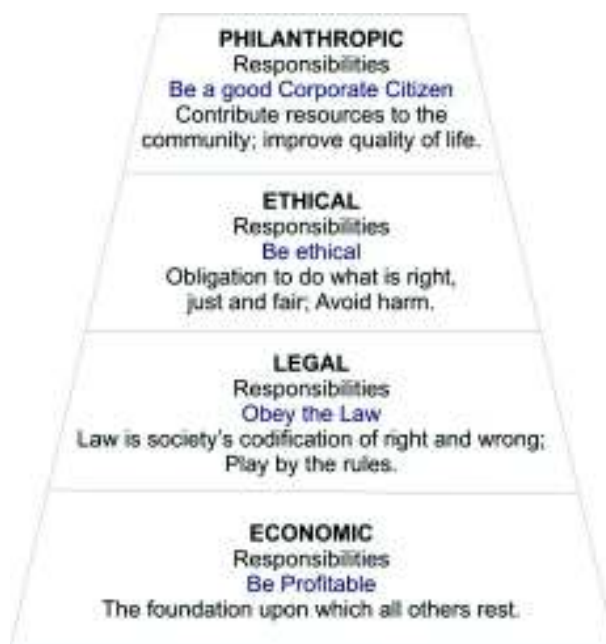 PHILANTHROPIC
Responsibilities
Be a good Corporate Citizen
Contribute resources to the
community; improve quality of life.
ETHICAL
Responsibilities
Be ethical
Obligation to do what is right,
just and fair; Avoid harm.
LEGAL
Responsibilities
Obey the Law
Law is society's codification of right and wrong;
Play by the rules.
ECONOMIC
Responsibilities
Be Profitable
The foundation upon which all others rest.